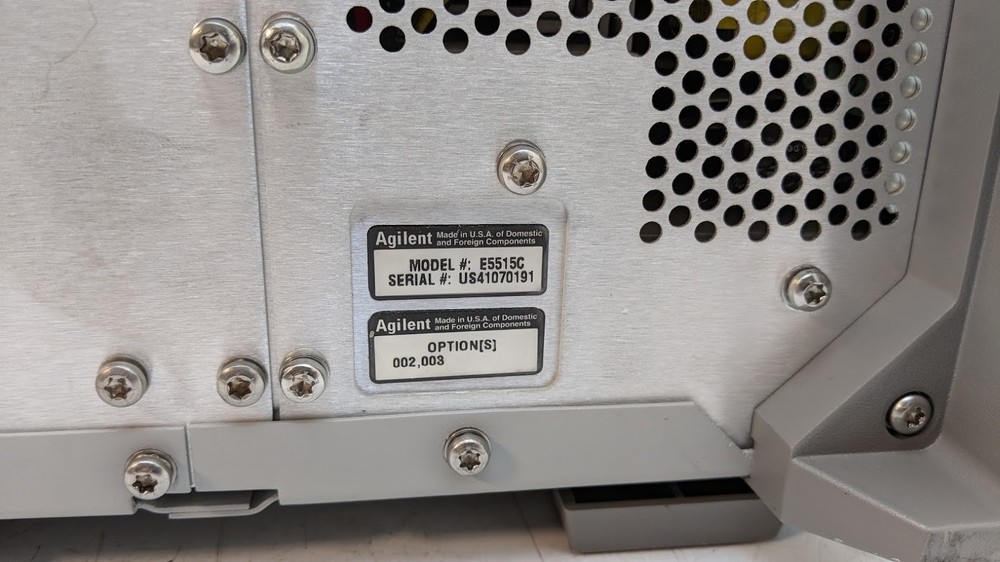 Agilent Made in U.S.A. of Domestic
and Foreign Components
MODEL #: E5515C
SERIAL #: US41070191
Agilent Made in U.S.A. of Domestic
and Foreign Components
OPTION[S]
002,003